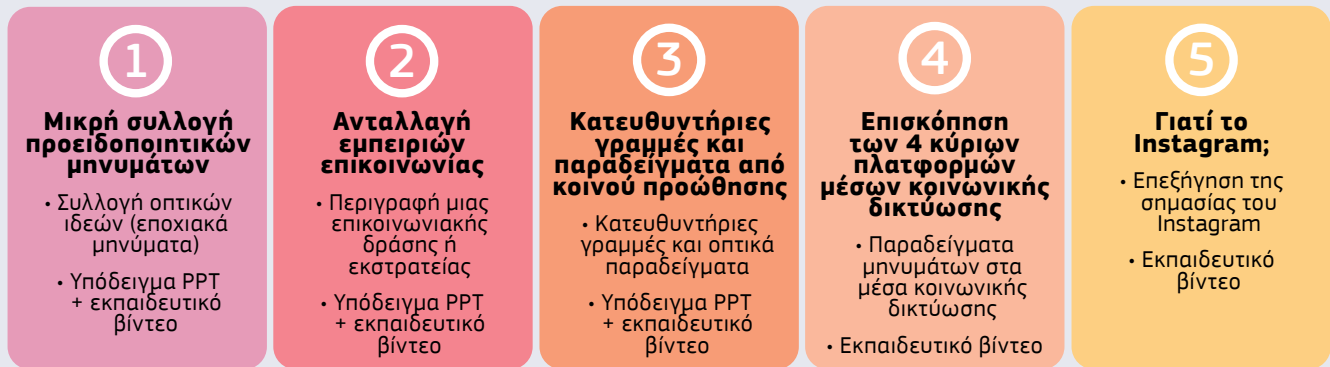 1
Μικρή συλλογή
προειδοποιητικών
μηνυμάτων
• Συλλογή οπτικών
ιδεών (εποχιακά
μηνύματα)
• Υπόδειγμα PPT
+ εκπαιδευτικό
βίντεο
2
Ανταλλαγή
εμπειριών
επικοινωνίας
• Περιγραφή μιας
επικοινωνιακής
δράσης ή
εκστρατείας
• Υπόδειγμα PPT
+ εκπαιδευτικό
βίντεο
3
Κατευθυντήριες
γραμμές και
παραδείγματα από
κοινού προώθησης
• Κατευθυντήριες
γραμμές και οπτικά
παραδείγματα
• Υπόδειγμα PPT
+ εκπαιδευτικό
βίντεο
4
Επισκόπηση
των 4 κύριων
πλατφορμών
μέσων κοινωνικής
δικτύωσης
• Παραδείγματα
μηνυμάτων στα
μέσα κοινωνικής
δικτύωσης
• Εκπαιδευτικό βίντεο
5
Γιατί το
Instagram;
• Επεξήγηση της
σημασίας του
Instagram
• Εκπαιδευτικό
βίντεο